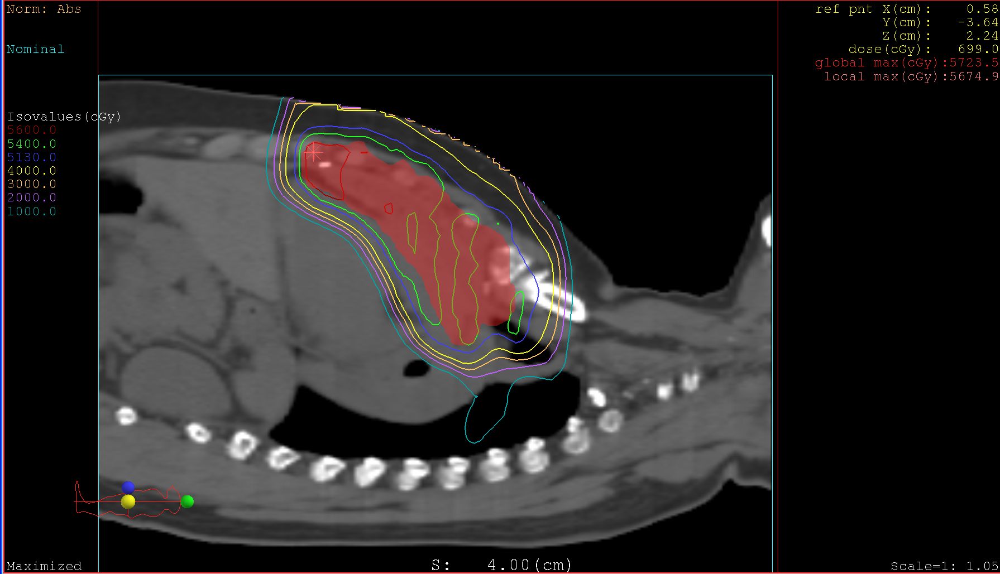 Norm: Abs
Nominal
ref pnt X(cm): 0.58
Y(cm): -3.64
Z(cm): 2.24
dose(cGy): 699.0
global max(cGy):5723.5
local max(cGy):5674.9
Isovalues(cGy)
5600.0
5400.0
5130.0
4000.0
3000.0
2000.0
1000.0
Maximized
S: 4.00(cm)
Scale=1: 1.05